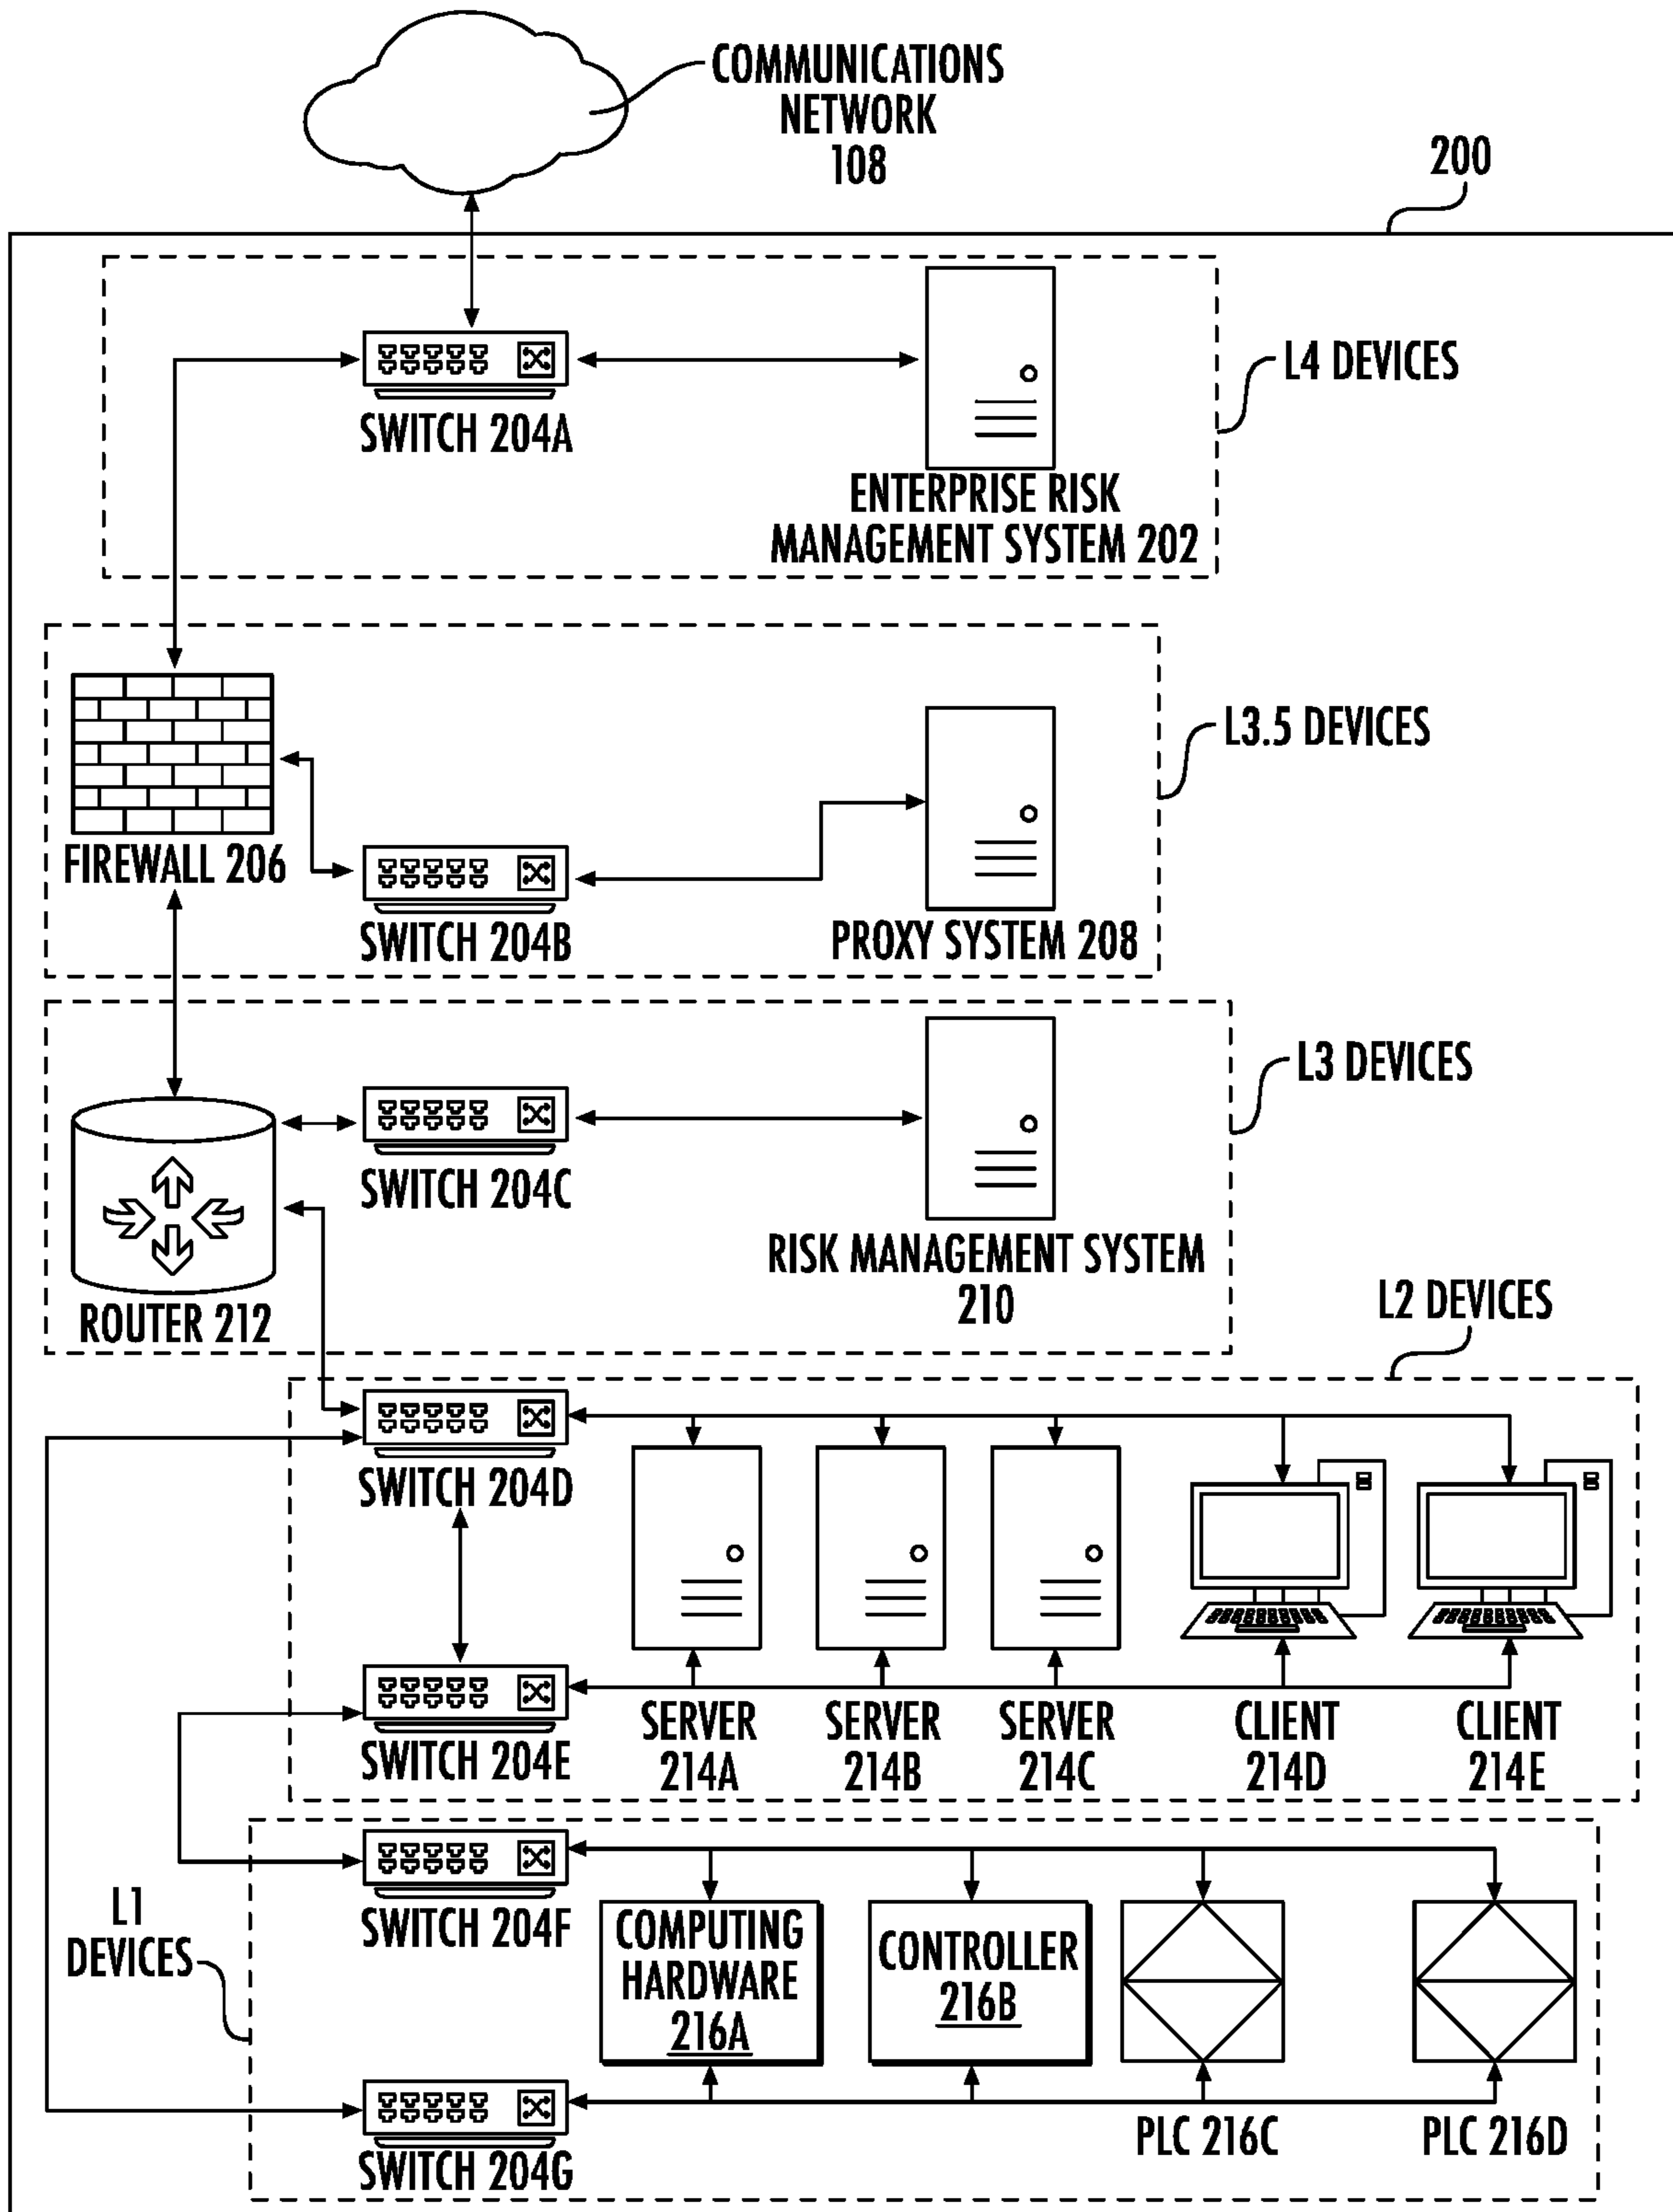 COMMUNICATIONS
NETWORK
108
200
SWITCH 204A
L4 DEVICES
ENTERPRISE RISK
MANAGEMENT SYSTEM 202
L3.5 DEVICES
FIREWALL 206
SWITCH 204B
PROXY SYSTEM 208
L3 DEVICES
SWITCH 204C
RISK MANAGEMENT SYSTEM
210
ROUTER 212
L2 DEVICES
SWITCH 204D
SWITCH 204E
SERVER
214A
SERVER
214B
SERVER
214C
CLIENT
214D
CLIENT
214E
L1
DEVICES
SWITCH 204F
COMPUTING
HARDWARE
216A
CONTROLLER
216B
PLC 216C
PLC 216D
SWITCH 204G